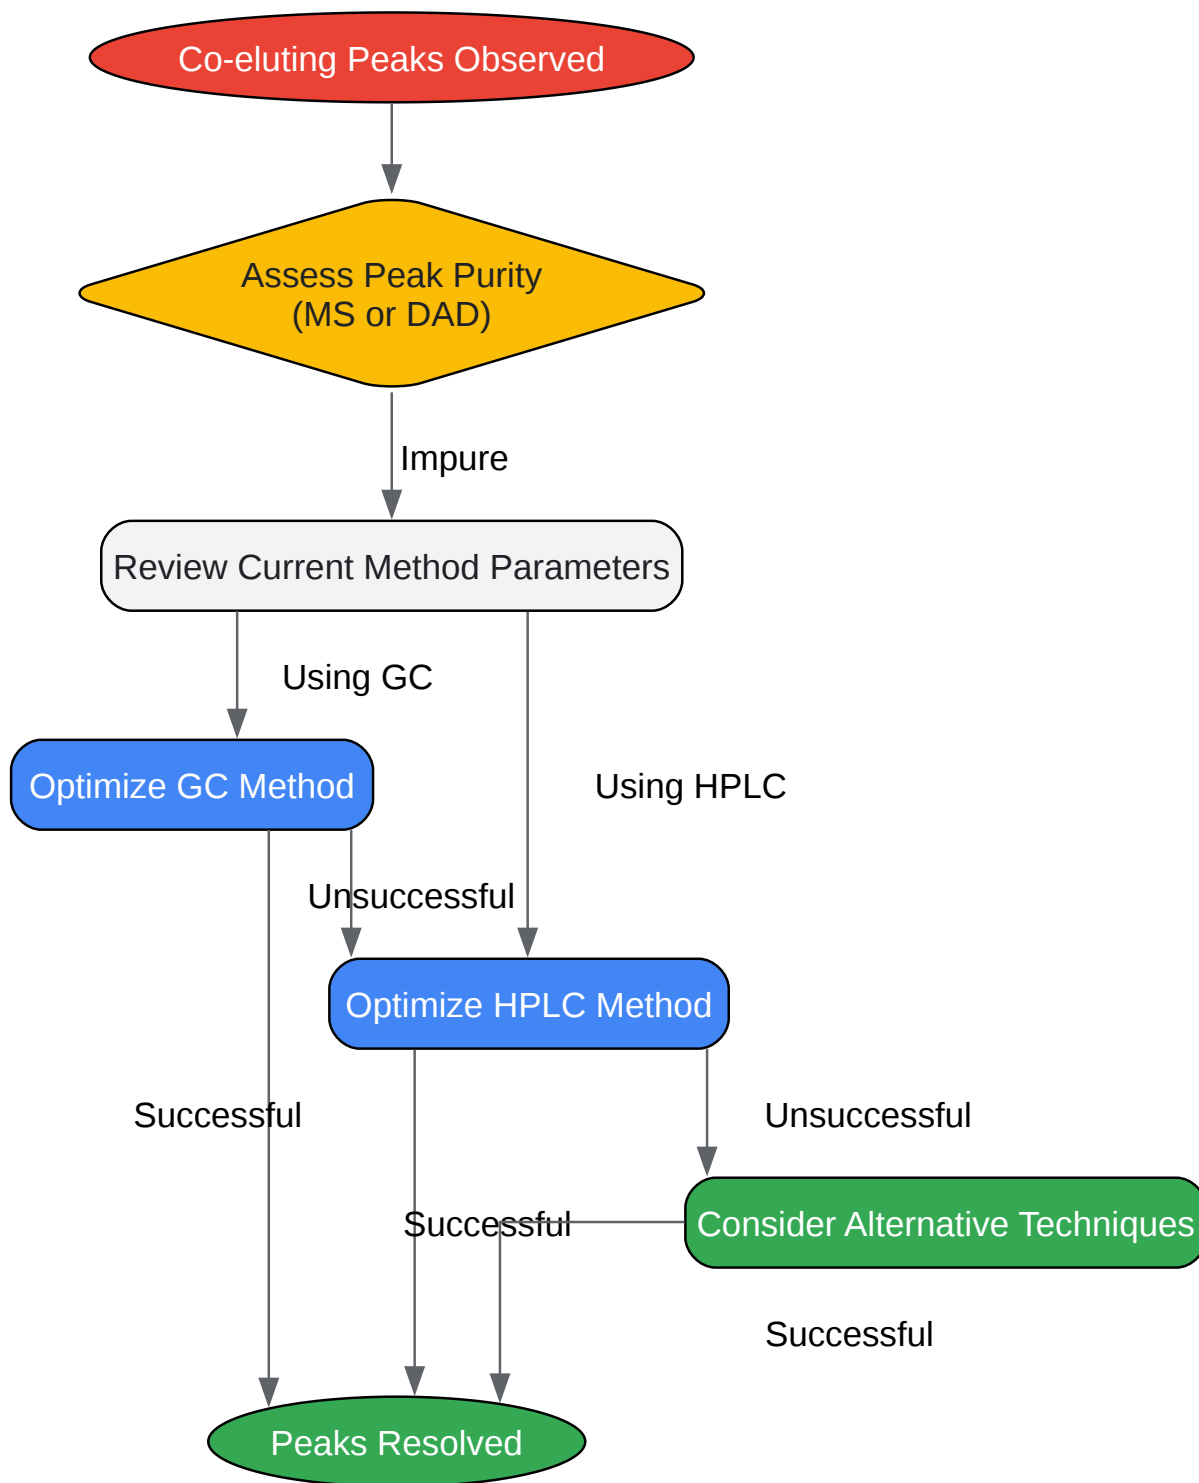 Co-eluting Peaks Observed
Assess Peak Purity
(MS or DAD)
Impure
Review Current Method Parameters
Using GC
Optimize GC Method
Using HPLC
Unsuccessful
Optimize HPLC Method
Successful
Unsuccessful
Successful
Consider Alternative Techniques
Successful
Peaks Resolved